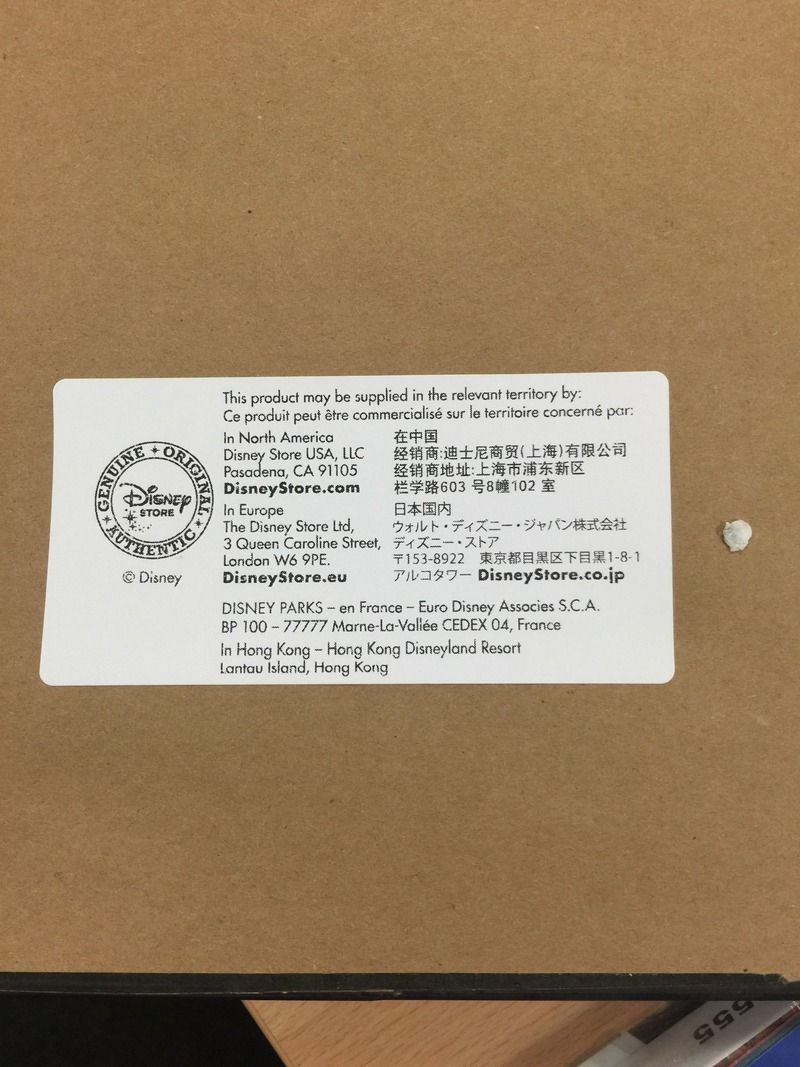 GENUINE ORIGINAL
Disney
STORE
AUTHENTIC
© Disney
This product may be supplied in the relevant territory by:
Ce produit peut être commercialisé sur le territoire concerné par:
In North America
Disney Store USA, LLC
Pasadena, CA 91105
DisneyStore.com
In Europe
The Disney Store Ltd,
3 Queen Caroline Street,
London W6 9PE.
DisneyStore.eu
在中国
经销商:迪士尼商贸(上海)有限公司
经销商地址:上海市浦东新区
栏学路603 号8幢102 室
日本国内
ウォルト・ディズニー・ジャパン株式会社
ディズニー・ストア
〒153-8922 東京都目黒区下目黒1-8-1
アルコタワー DisneyStore.co.jp
DISNEY PARKS – en France – Euro Disney Associes S.C.A.
BP 100 – 77777 Marne-La-Vallée CEDEX 04, France
In Hong Kong – Hong Kong Disneyland Resort
Lantau Island, Hong Kong
555